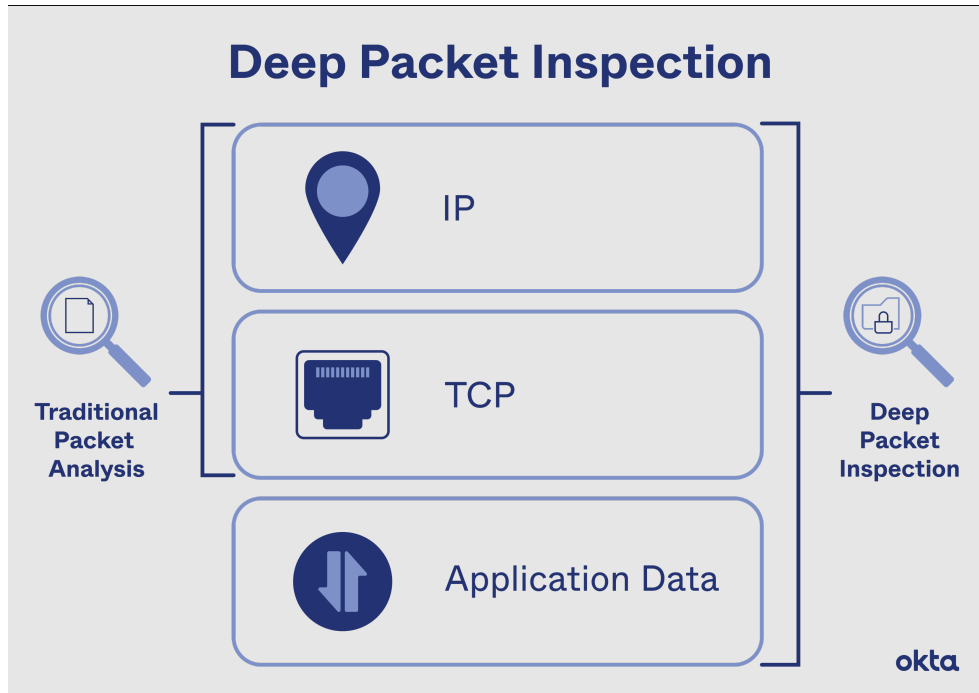 Deep Packet Inspection
IP
TCP
Application Data
Traditional
Packet
Analysis
Deep
Packet
Inspection
okta